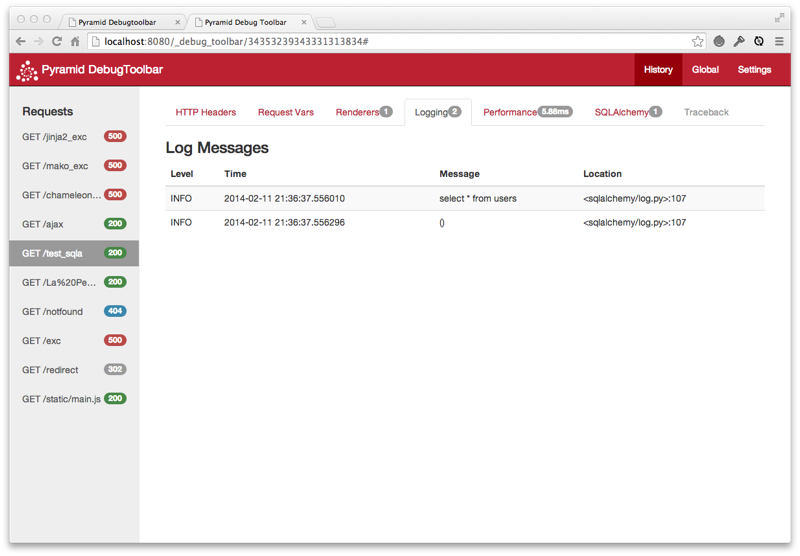 Pyramid Debugtoolbar Pyramid Debug Toolbar
localhost:8080/_debug_toolbar/34353239343331313834#
Pyramid DebugToolbar History Global Settings
Requests
GET /jinja2_exc 500
GET /mako_exc 500
GET /chameleon... 500
GET /ajax 200
GET /test_sqla 200
GET /La%20Pe... 200
GET /notfound 404
GET /exc 500
GET /redirect 302
GET /static/main.js 200
HTTP Headers Request Vars Renderers 1 Logging 2 Performance 5.88ms SQLAlchemy 1 Traceback
Log Messages
Level Time Message Location
INFO 2014-02-11 21:36:37.556010 select * from users <sqlalchemy/log.py>:107
INFO 2014-02-11 21:36:37.556296 () <sqlalchemy/log.py>:107